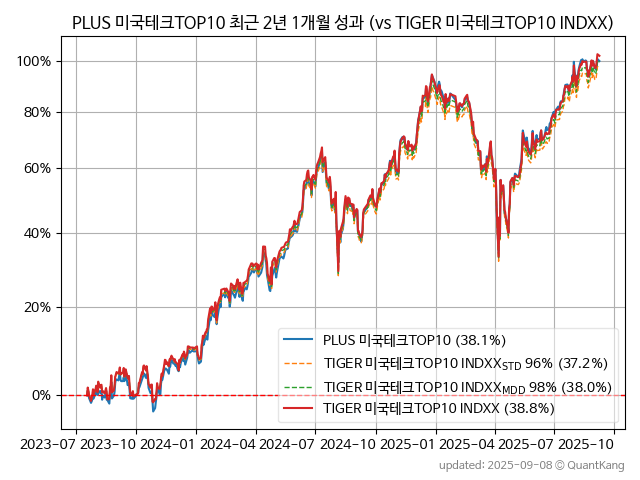 PLUS 미국테크TOP10 최근 2년 1개월 성과 (vs TIGER 미국테크TOP10 INDXX)
100%
80%
60%
40%
20%
0%
PLUS 미국테크TOP10 (38.1%)
TIGER 미국테크TOP10 INDXX_STD 96% (37.2%)
TIGER 미국테크TOP10 INDXX_MDD 98% (38.0%)
TIGER 미국테크TOP10 INDXX (38.8%)
2023-07 2023-10 2024-01 2024-04 2024-07 2024-10 2025-01 2025-04 2025-07 2025-10
updated: 2025-09-08 © QuantKang